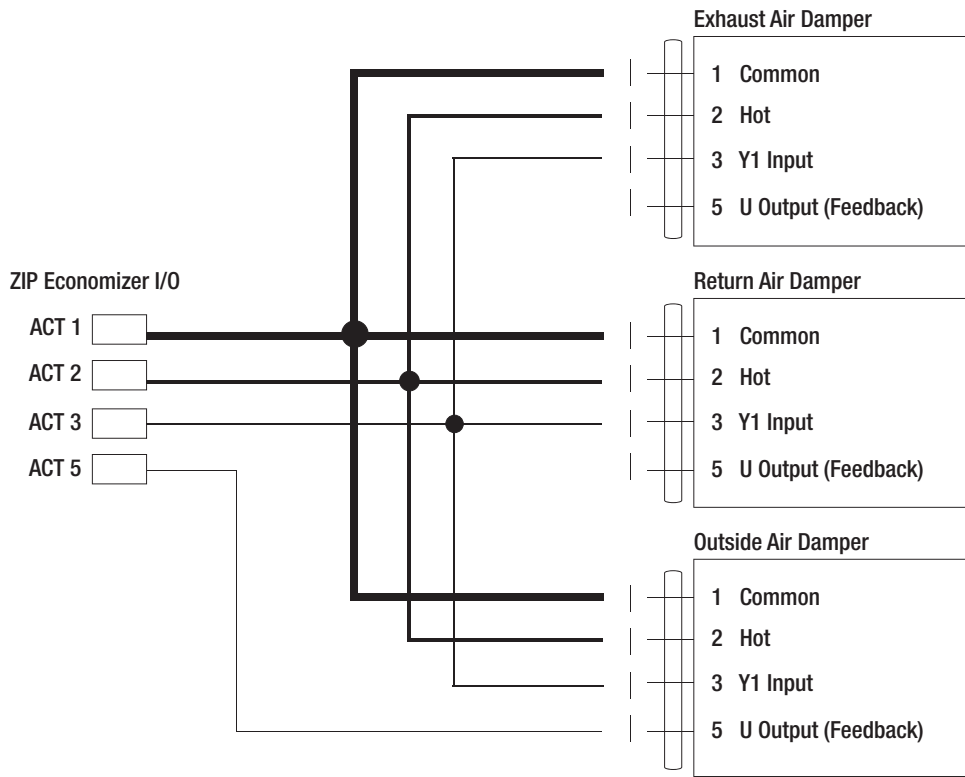 Exhaust Air Damper
1 Common
2 Hot
3 Y1 Input
5 U Output (Feedback)
ZIP Economizer I/O
ACT 1
ACT 2
ACT 3
ACT 5
Return Air Damper
1 Common
2 Hot
3 Y1 Input
5 U Output (Feedback)
Outside Air Damper
1 Common
2 Hot
3 Y1 Input
5 U Output (Feedback)